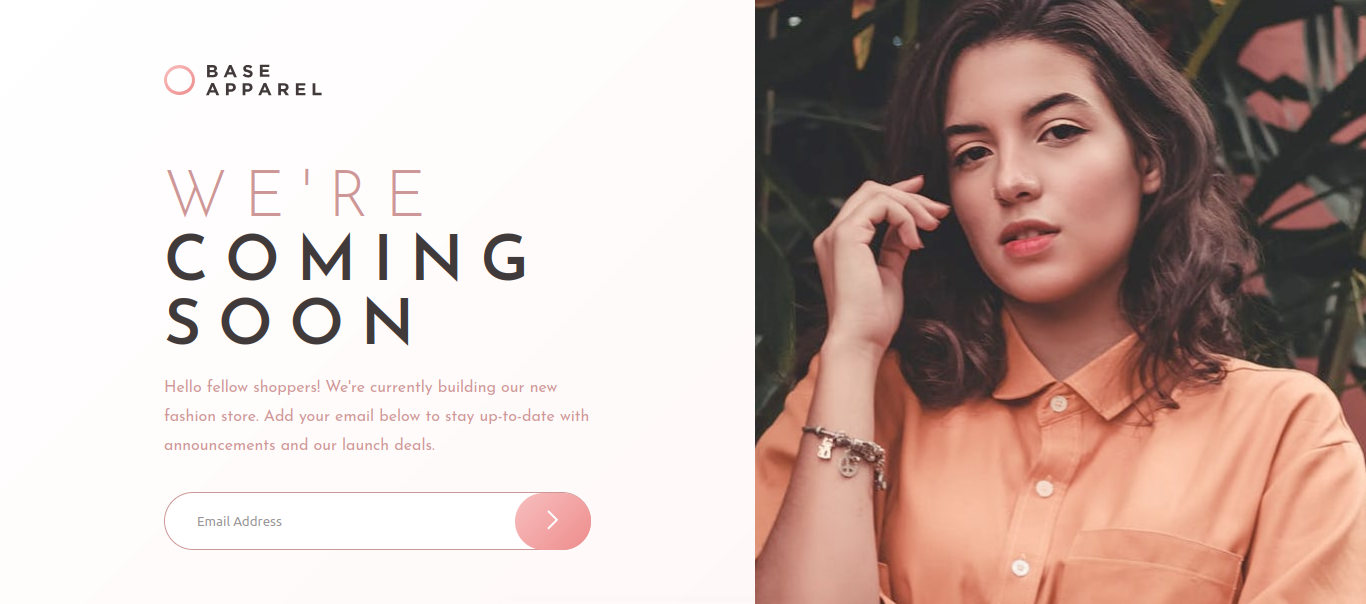 BASE
APPAREL
WE'RE
COMING
SOON
Hello fellow shoppers! We're currently building our new
fashion store. Add your email below to stay up-to-date with
announcements and our launch deals.
Email Address